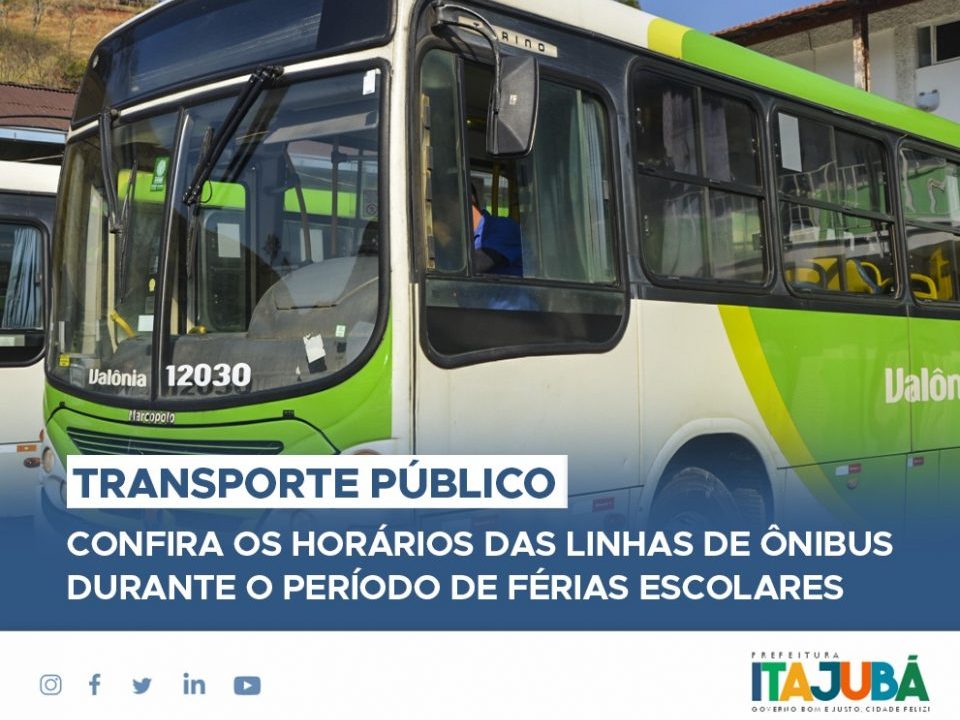 TORINO
Valônia 12030
Marcopolo
Valôn
TRANSPORTE PÚBLICO
CONFIRA OS HORÁRIOS DAS LINHAS DE ÔNIBUS
DURANTE O PERÍODO DE FÉRIAS ESCOLARES
PREFEITURA
ITAJUBÁ
GOVERNO BOM E JUSTO, CIDADE FELIZ!